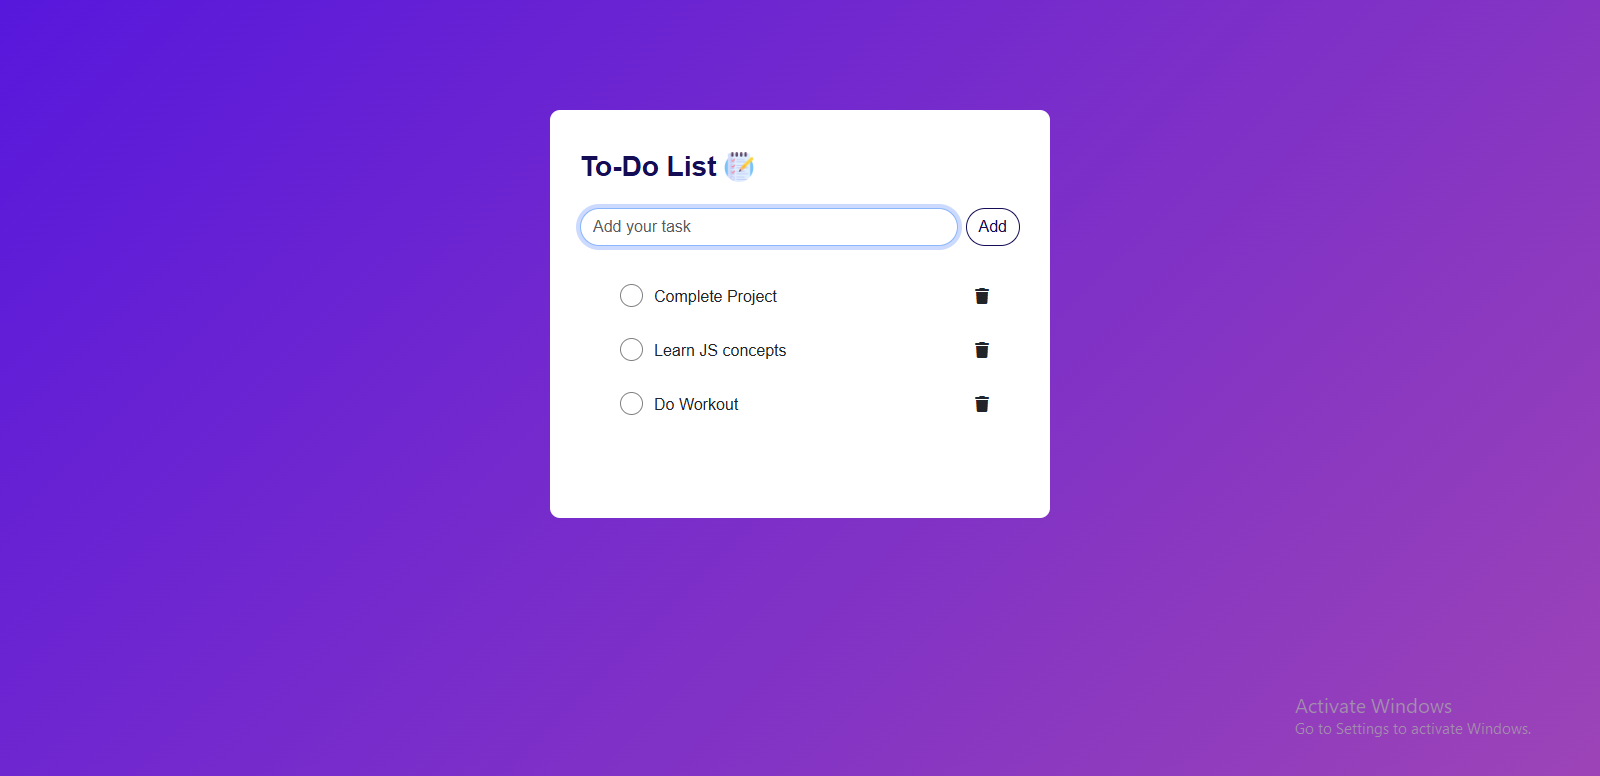 To-Do List
Add your task
Add
Complete Project
Learn JS concepts
Do Workout
Activate Windows
Go to Settings to activate Windows.